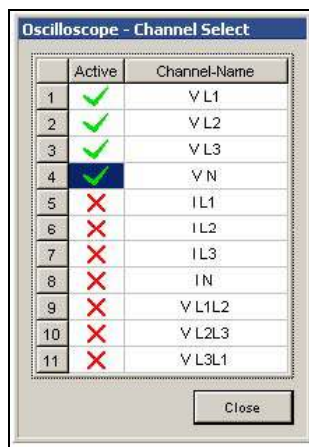 Oscilloscope - Channel Select
Active Channel-Name
1 V L1
2 V L2
3 V L3
4 V N
5 I L1
6 I L2
7 I L3
8 I N
9 V L1L2
10 V L2L3
11 V L3L1
Close